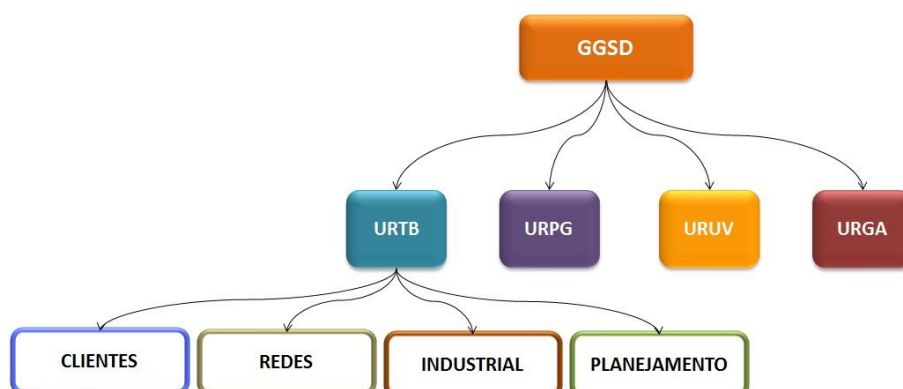 GGSD
URTB
URPG
URUV
URGA
CLIENTES
REDES
INDUSTRIAL
PLANEJAMENTO